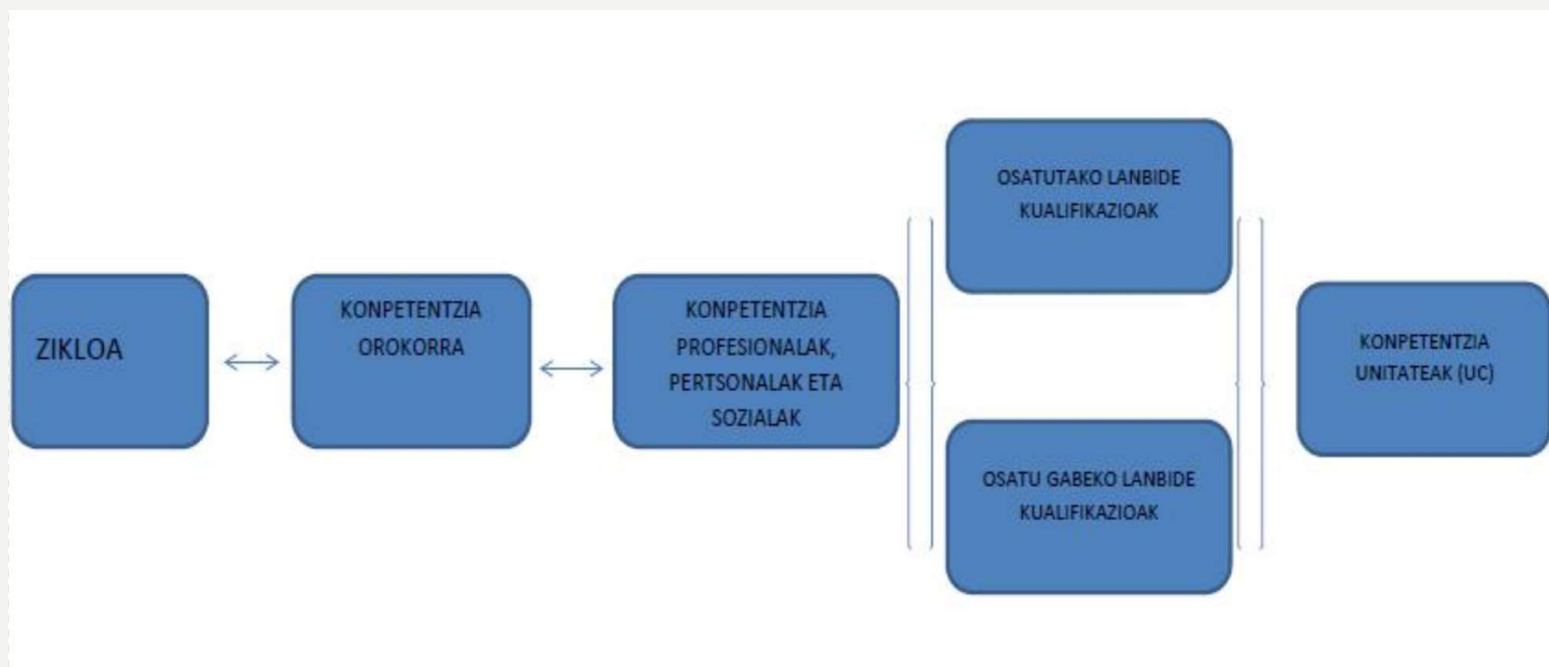 ZIKLOA
KONPETENTZIA
OROKORRA
KONPETENTZIA
PROFESIONALAK,
PERTSONALAK ETA
SOZIALAK
OSATUTAKO LANBIDE
KUALIFIKAZIOAK
OSATU GABEKO LANBIDE
KUALIFIKAZIOAK
KONPETENTZIA
UNITATEAK (UC)